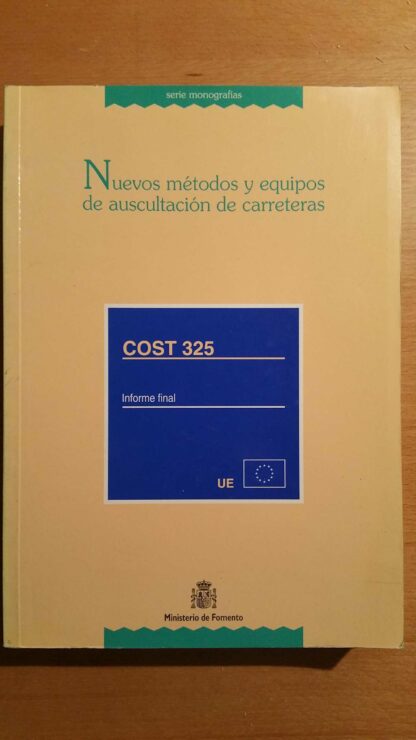 serie monografías
Nuevos métodos y equipos
de auscultación de carreteras
COST 325
Informe final
UE
Ministerio de Fomento